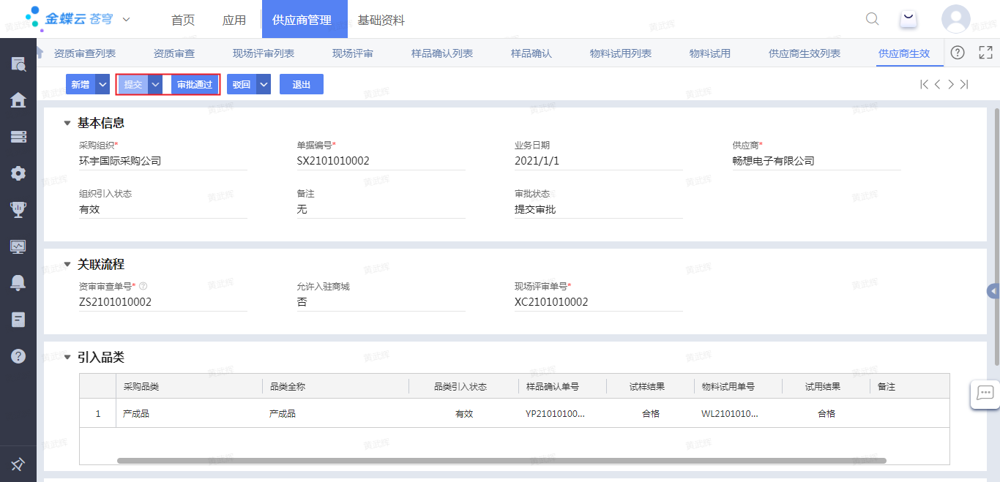 金蝶云 苍穹 首页 应用 供应商管理 基础资料
资质审查列表 资质审查 现场评审列表 现场评审 样品确认列表 样品确认 物料试用列表 物料试用 供应商生效列表 供应商生效
新增 提交 审批通过 驳回 退出
基本信息
采购组织* 单据编号* 业务日期 供应商*
环宇国际采购公司 SX2101010002 2021/1/1 畅想电子有限公司
组织引入状态 备注 审批状态
有效 无 提交审批
关联流程
资审审查单号* 允许入驻商城 现场评审单号*
ZS2101010002 否 XC2101010002
引入品类
采购品类 品类全称 品类引入状态 样品确认单号 试样结果 物料试用单号 试用结果 备注
1 产成品 产成品 有效 YP21010100... 合格 WL2101010... 合格
黄武辉